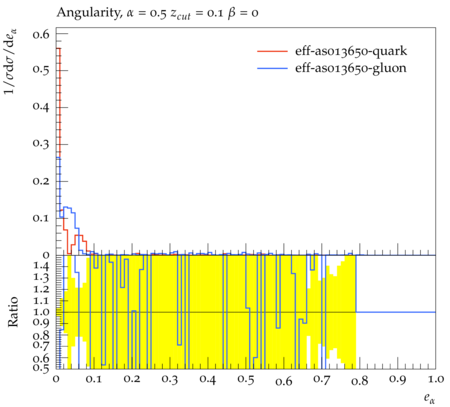 Angularity, α = 0.5 z_cut = 0.1 β = 0
1/σdσ/de_α
0.6
0.5
0.4
0.3
0.2
0.1
0
eff-as013650-quark
eff-as013650-gluon
Ratio
1.4
1.3
1.2
1.1
1.0
0.9
0.8
0.7
0.6
0.5
0 0.1 0.2 0.3 0.4 0.5 0.6 0.7 0.8 0.9 1.0
e_α